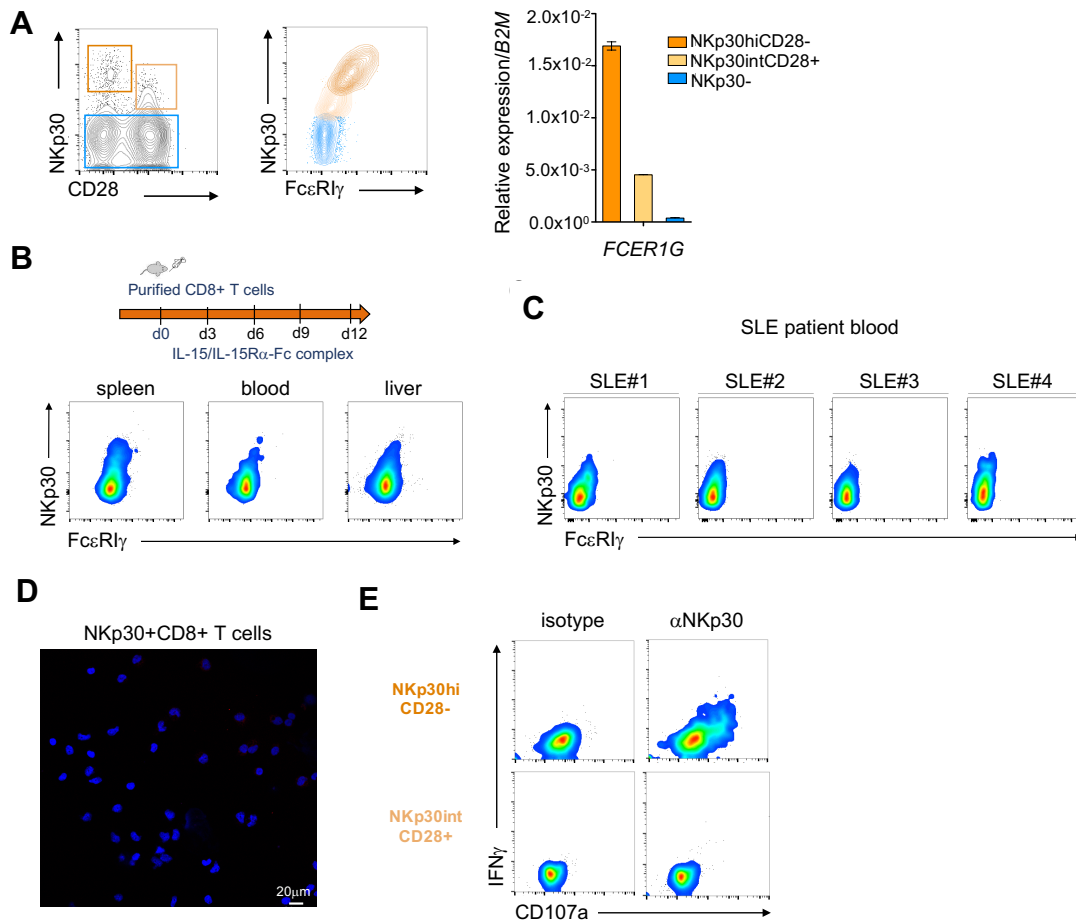 A
NKp30
CD28
NKp30
FcεRIγ
Relative expression/B2M
2.0x10-2
1.5x10-2
1.0x10-2
5.0x10-3
0.0x100
FCER1G
NKp30hiCD28-
NKp30intCD28+
NKp30-
B
Purified CD8+ T cells
d0 d3 d6 d9 d12
IL-15/IL-15Rα-Fc complex
spleen blood liver
NKp30
FcεRIγ
C
SLE patient blood
SLE#1 SLE#2 SLE#3 SLE#4
NKp30
FcεRIγ
D
NKp30+CD8+ T cells
20μm
E
isotype αNKp30
NKp30hi
CD28-
NKp30int
CD28+
IFNγ
CD107a